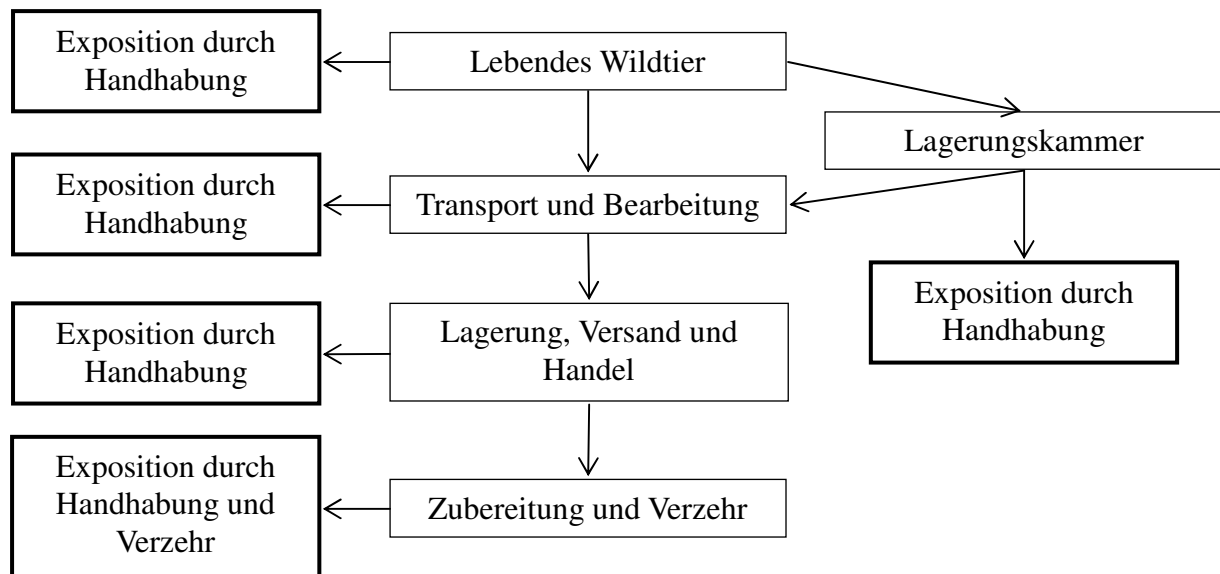 Exposition durch
Handhabung
Lebendes Wildtier
Lagerungskammer
Exposition durch
Handhabung
Transport und Bearbeitung
Exposition durch
Handhabung
Exposition durch
Handhabung
Lagerung, Versand und
Handel
Exposition durch
Handhabung und
Verzehr
Zubereitung und Verzehr